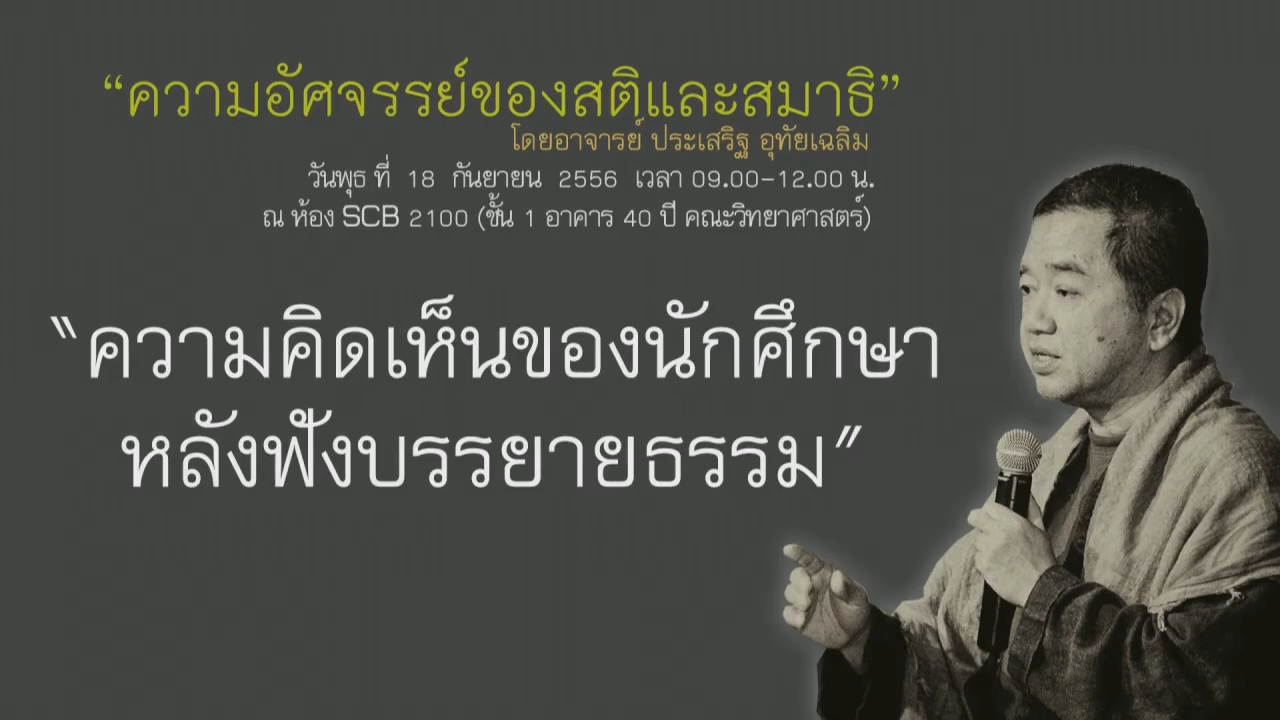 “ความอัศจรรย์ของสติและสมาธิ”
โดยอาจารย์ ประเสริฐ อุทัยเฉลิม
วันพุธ ที่ 18 กันยายน 2556 เวลา 09.00-12.00 น.
ณ ห้อง SCB 2100 (ชั้น 1 อาคาร 40 ปี คณะวิทยาศาสตร์)
“ความคิดเห็นของนักศึกษา
หลังฟังบรรยายธรรม”